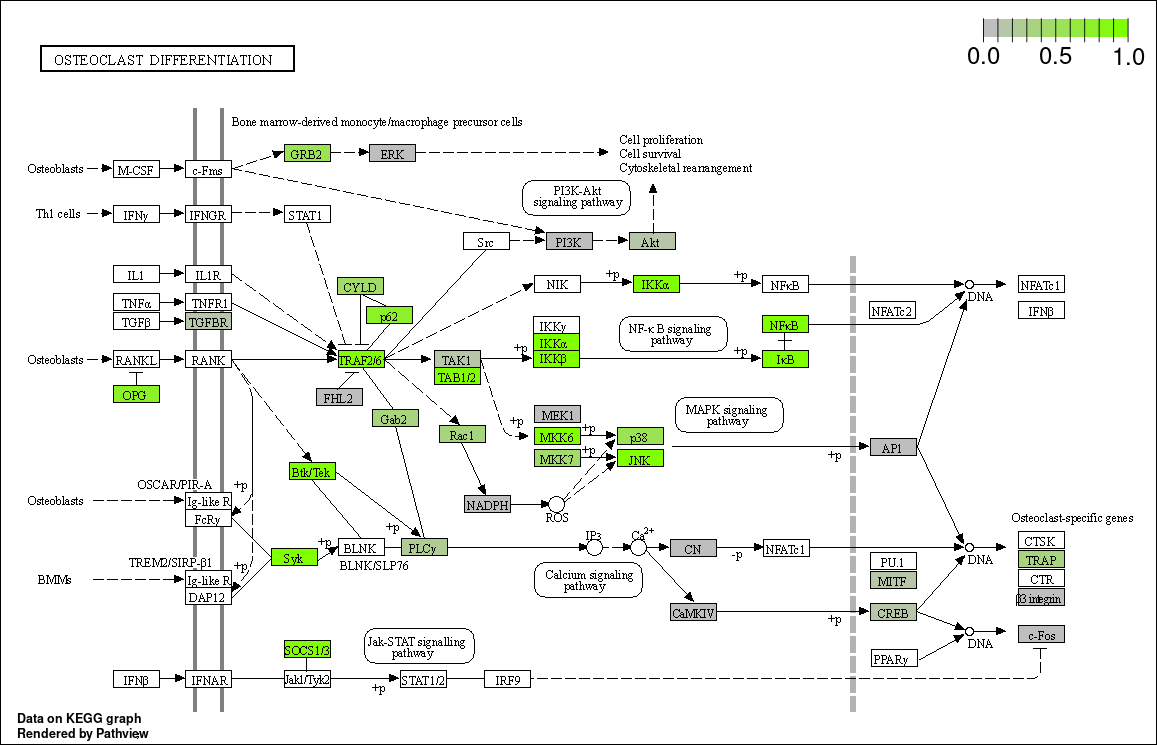 OSTEOCLAST DIFFERENTIATION
0.0 0.5 1.0
Bone marrow-derived monocyte/macrophage precursor cells
Cell proliferation
Cell survival
Cytoskeletal rearrangement
GRB2 ERK
Osteoblasts M-CSF c-Fms
PI3K-Akt
signaling pathway
Th1 cells IFNγ IFNGR STAT1
Src PI3K Akt
IL1 IL1R
CYLD
NIK +p IKKα +p NFκB
NFATc1
DNA
TNFα TNFR1
NFATc2 IFNβ
TGFβ TGFBR
p62
IKKγ
NF-κ B signaling
pathway
NFκB
IKKα
Osteoblasts RANKL RANK TRAF2/6 TAK1 +p IKKβ +p IκB
TAB1/2
OPG FHL2
MEK1
MAPK signaling
pathway
Gab2 Rac1 +p MKK6 +p p38
AP1
+p
MKK7 +p JNK
Btk/Tek
OSCAR/PIR-A +p
Osteoblasts Ig-like R
FcRγ
NADPH ROS
Osteoclast-specific genes
+p
IP3 Ca2+
+p BLNK PLCγ CN -p NFATc1
DNA
CTSK
Syk
TREM2/SIRP-β1 +p
BLNK/SLP76
PU.1 TRAP
BMMs Ig-like R
DAP12
Calcium signaling
pathway
MITF CTR
β3 integrin
CaMKIV +p CREB
c-Fos
DNA
SOCS1/3
Jak-STAT signalling
pathway
PPARγ
IFNβ IFNAR Jak1/Tyk2 +p STAT1/2 IRF9
Data on KEGG graph
Rendered by Pathview